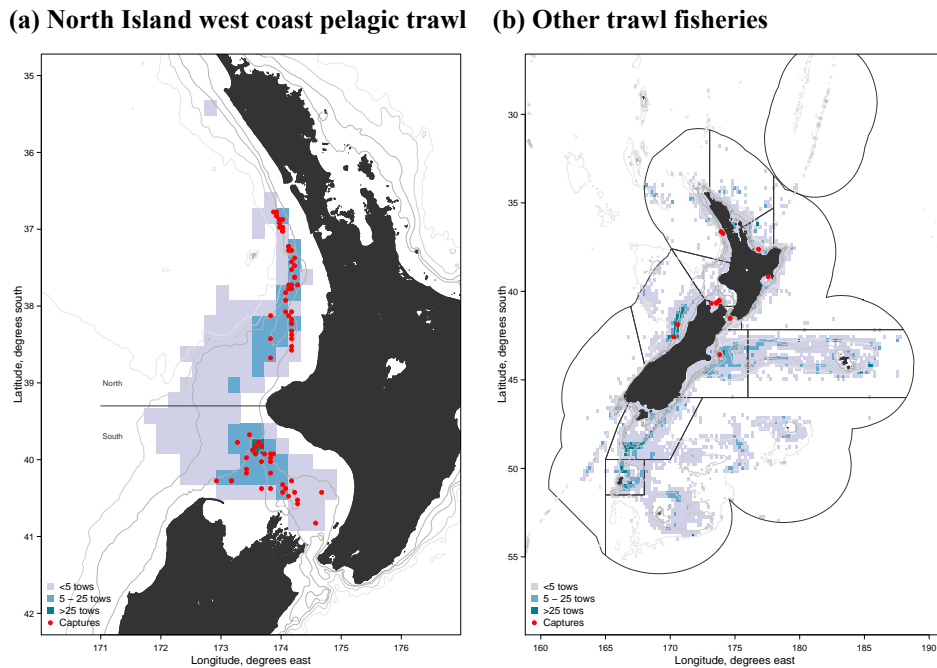 (a) North Island west coast pelagic trawl
35
36
37
38
39
40
41
42
Latitude, degrees south
North
South
<5 tows
5 – 25 tows
>25 tows
Captures
171
172
173
174
175
176
Longitude, degrees east
(b) Other trawl fisheries
30
35
40
45
50
55
Latitude, degrees south
<5 tows
5 – 25 tows
>25 tows
Captures
160
165
170
175
180
185
190
Longitude, degrees east